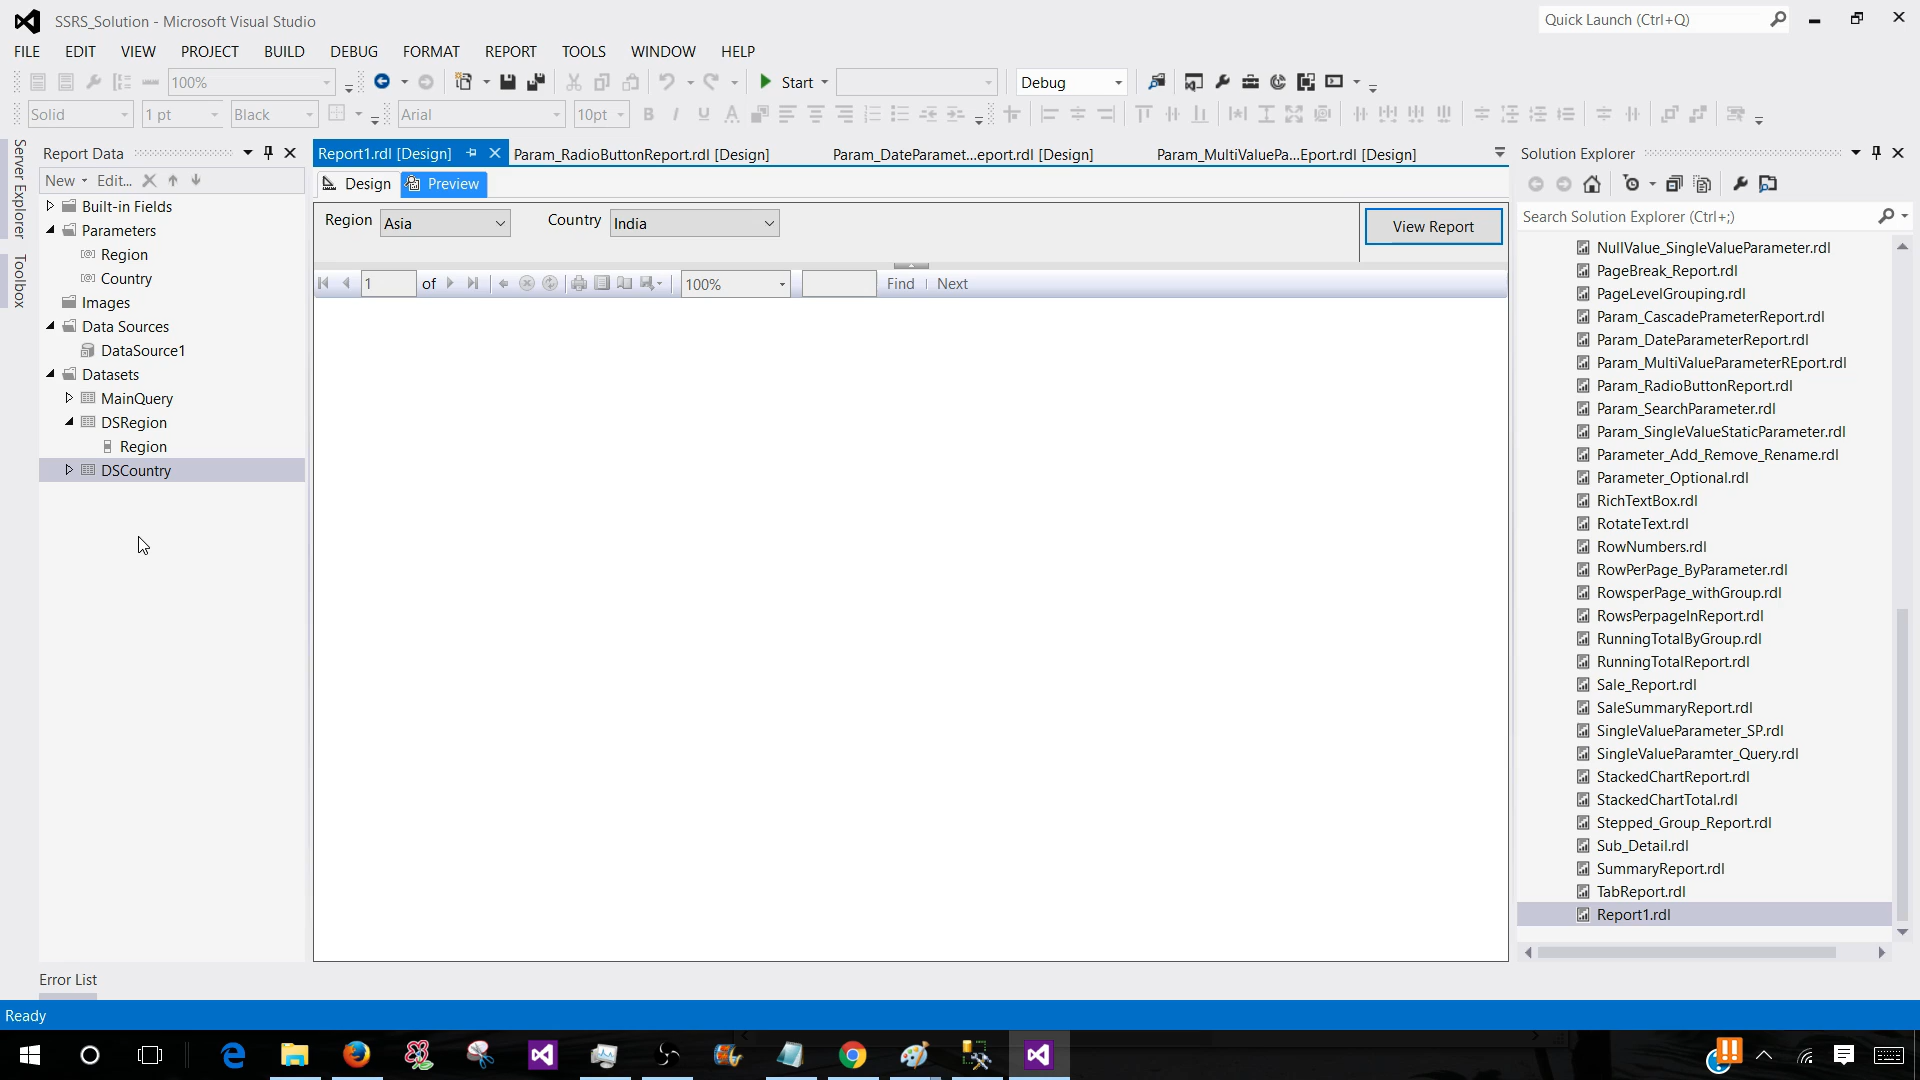 SSRS_Solution - Microsoft Visual Studio
Quick Launch (Ctrl+Q)
FILE EDIT VIEW PROJECT BUILD DEBUG FORMAT REPORT TOOLS WINDOW HELP
100% Start Debug
Solid 1 pt Black Arial 10pt B I U A
Server Explorer
Toolbox
Report Data
New Edit...
Built-in Fields
Parameters
Region
Country
Images
Data Sources
DataSource1
Datasets
MainQuery
DSRegion
Region
DSCountry
Report1.rdl [Design] Param_RadioButtonReport.rdl [Design] Param_DateParamet...eport.rdl [Design] Param_MultiValuePa...Eport.rdl [Design]
Design Preview
Region Asia Country India View Report
1 of 100% Find Next
Solution Explorer
Search Solution Explorer (Ctrl+;)
NullValue_SingleValueParameter.rdl
PageBreak_Report.rdl
PageLevelGrouping.rdl
Param_CascadePrameterReport.rdl
Param_DateParameterReport.rdl
Param_MultiValueParameterREport.rdl
Param_RadioButtonReport.rdl
Param_SearchParameter.rdl
Param_SingleValueStaticParameter.rdl
Parameter_Add_Remove_Rename.rdl
Parameter_Optional.rdl
RichTextBox.rdl
RotateText.rdl
RowNumbers.rdl
RowPerPage_ByParameter.rdl
RowsperPage_withGroup.rdl
RowsPerpageInReport.rdl
RunningTotalByGroup.rdl
RunningTotalReport.rdl
Sale_Report.rdl
SaleSummaryReport.rdl
SingleValueParameter_SP.rdl
SingleValueParamter_Query.rdl
StackedChartReport.rdl
StackedChartTotal.rdl
Stepped_Group_Report.rdl
Sub_Detail.rdl
SummaryReport.rdl
TabReport.rdl
Report1.rdl
Error List
Ready